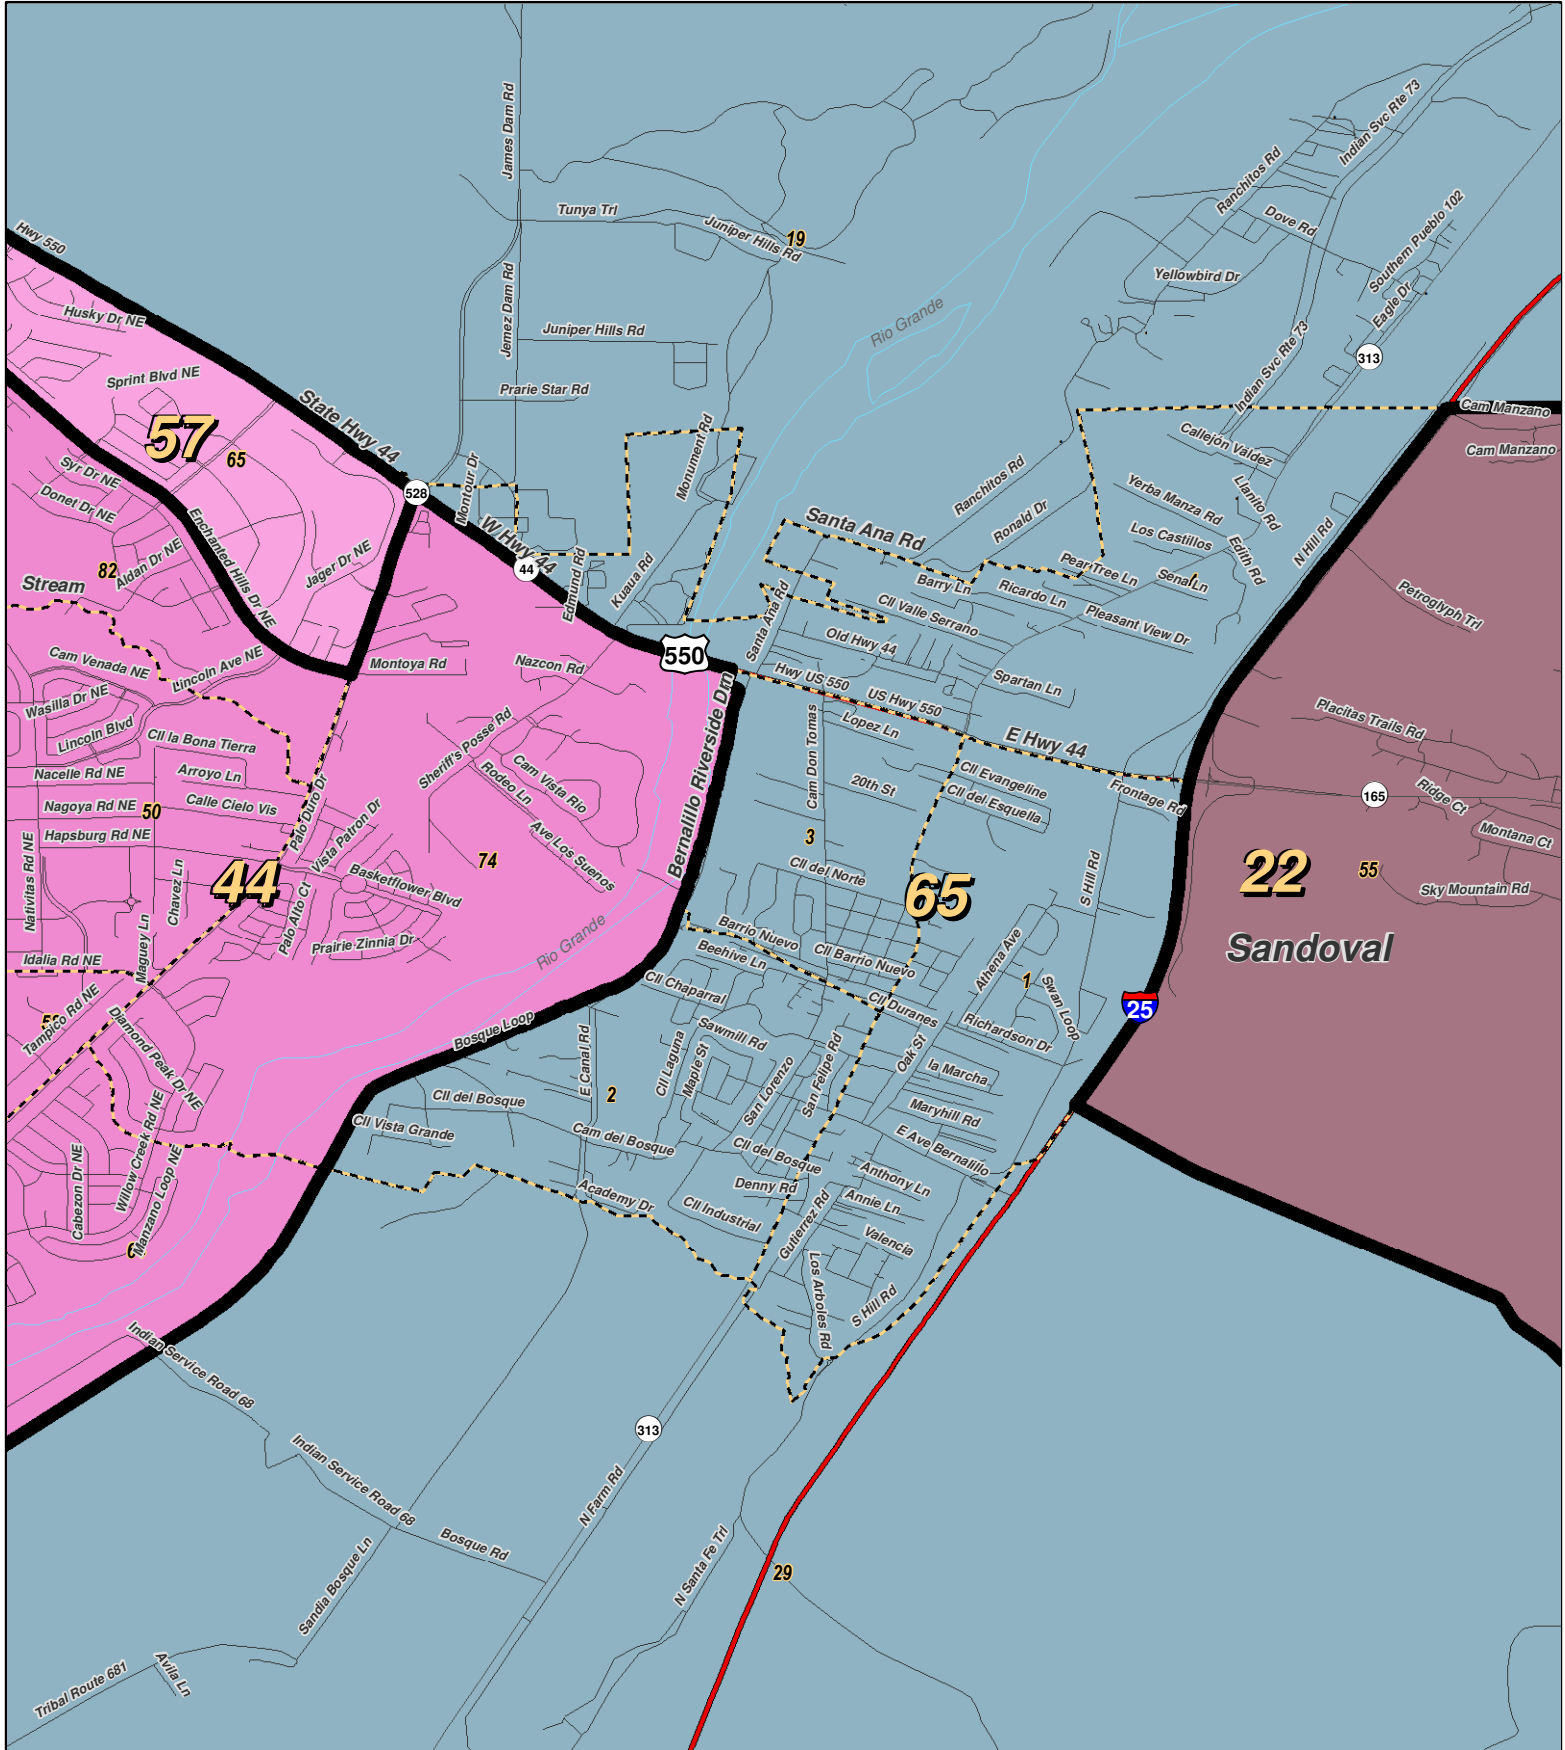 James Dam Rd
Indian Svc Rte 73
Ranchitos Rd
Tunya Trl
Juniper Hills Rd
19
Dove Rd
Southern Pueblo 102
Hwy 550
Yellowbird Dr
Jemez Dam Rd
Eagle Dr
Husky Dr NE
Juniper Hills Rd
Rio Grande
313
Indian Svc Rte 73
Sprint Blvd NE
Prarie Star Rd
State Hwy 44
Cam Manzano
57
65
Syr Dr NE
Montour Dr
Monument Rd
Callejón Valdez
Cam Manzano
Donet Dr NE
528
Ranchitos Rd
Yerba Manza Rd
Llanito Rd
Enchanted Hills Dr NE
W Hwy 44
Santa Ana Rd
Ronald Dr
Los Castillos
N Hill Rd
Aldan Dr NE
82
Jager Dr NE
44
Edmund Rd
Kuaua Rd
Edith Rd
Stream
Barry Ln
Ricardo Ln
Pear Tree Ln
Senal Ln
Petroglyph Trl
Cll Valle Serrano
Pleasant View Dr
Santa Ana Rd
Old Hwy 44
Cam Venada NE
Lincoln Ave NE
Montoya Rd
Nazcon Rd
550
Hwy US 550
Spartan Ln
Wasilla Dr NE
US Hwy 550
Lincoln Blvd
Cll la Bona Tierra
Sheriff's Posse Rd
Bernalillo Riverside Drn
Cam Don Tomas
Lopez Ln
E Hwy 44
Placitas Trails Rd
Nacelle Rd NE
Arroyo Ln
Rodeo Ln
Cam Vista Rio
20th St
Cll Evangeline
Cll del Esquella
Frontage Rd
165
Ridge Ct
Nagoya Rd NE
50
Calle Cielo Vis
Palo Duro Dr
Vista Patron Dr
Montana Ct
Hapsburg Rd NE
3
Ave Los Suenos
74
Nativitas Rd NE
Chavez Ln
44
Basketflower Blvd
Cll del Norte
65
S Hill Rd
22
55
Sky Mountain Rd
Palo Alto Ct
Prairie Zinnia Dr
Rio Grande
Barrio Nuevo
Sandoval
Idalia Rd NE
Maguey Ln
Beehive Ln
Cll Barrio Nuevo
Athena Ave
Cll Chaparral
1
Swan Loop
Tampico Rd NE
Diamond Peak Dr NE
Bosque Loop
Cll Duranes
25
Sawmill Rd
Richardson Dr
E Canal Rd
Cll Laguna
Maple St
San Lorenzo
San Felipe Rd
Oak St
la Marcha
2
Cll del Bosque
Maryhill Rd
Cll Vista Grande
Cam del Bosque
Cll del Bosque
E Ave Bernalillo
Willow Creek Rd NE
Cabezon Dr NE
Manzano Loop NE
Academy Dr
Denny Rd
Anthony Ln
Cll Industrial
Annie Ln
Gutierrez Rd
Valencia
Los Arboles Rd
S Hill Rd
Indian Service Road 68
313
Indian Service Road 68
N Farm Rd
Bosque Rd
N Santa Fe Trl
29
Sandia Bosque Ln
Avila Ln
Tribal Route 681